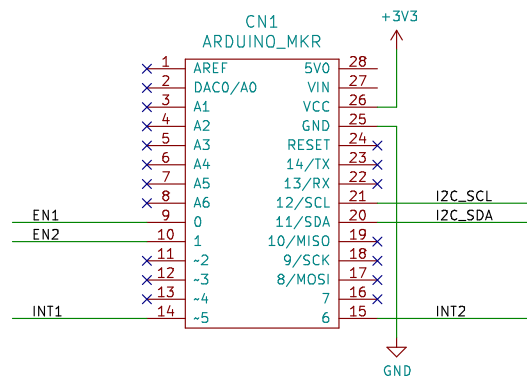 CN1
+3V3
ARDUINO_MKR
1 AREF 5V0 28
2 DAC0/A0 VIN 27
3 A1 VCC 26
4 A2 GND 25
5 A3 RESET 24
6 A4 14/TX 23
7 A5 13/RX 22
8 A6 12/SCL 21 I2C_SCL
EN1 9 0 11/SDA 20 I2C_SDA
EN2 10 1 10/MISO 19
11 ~2 9/SCK 18
12 ~3 8/MOSI 17
13 ~4 7 16
INT1 14 ~5 6 15 INT2
GND